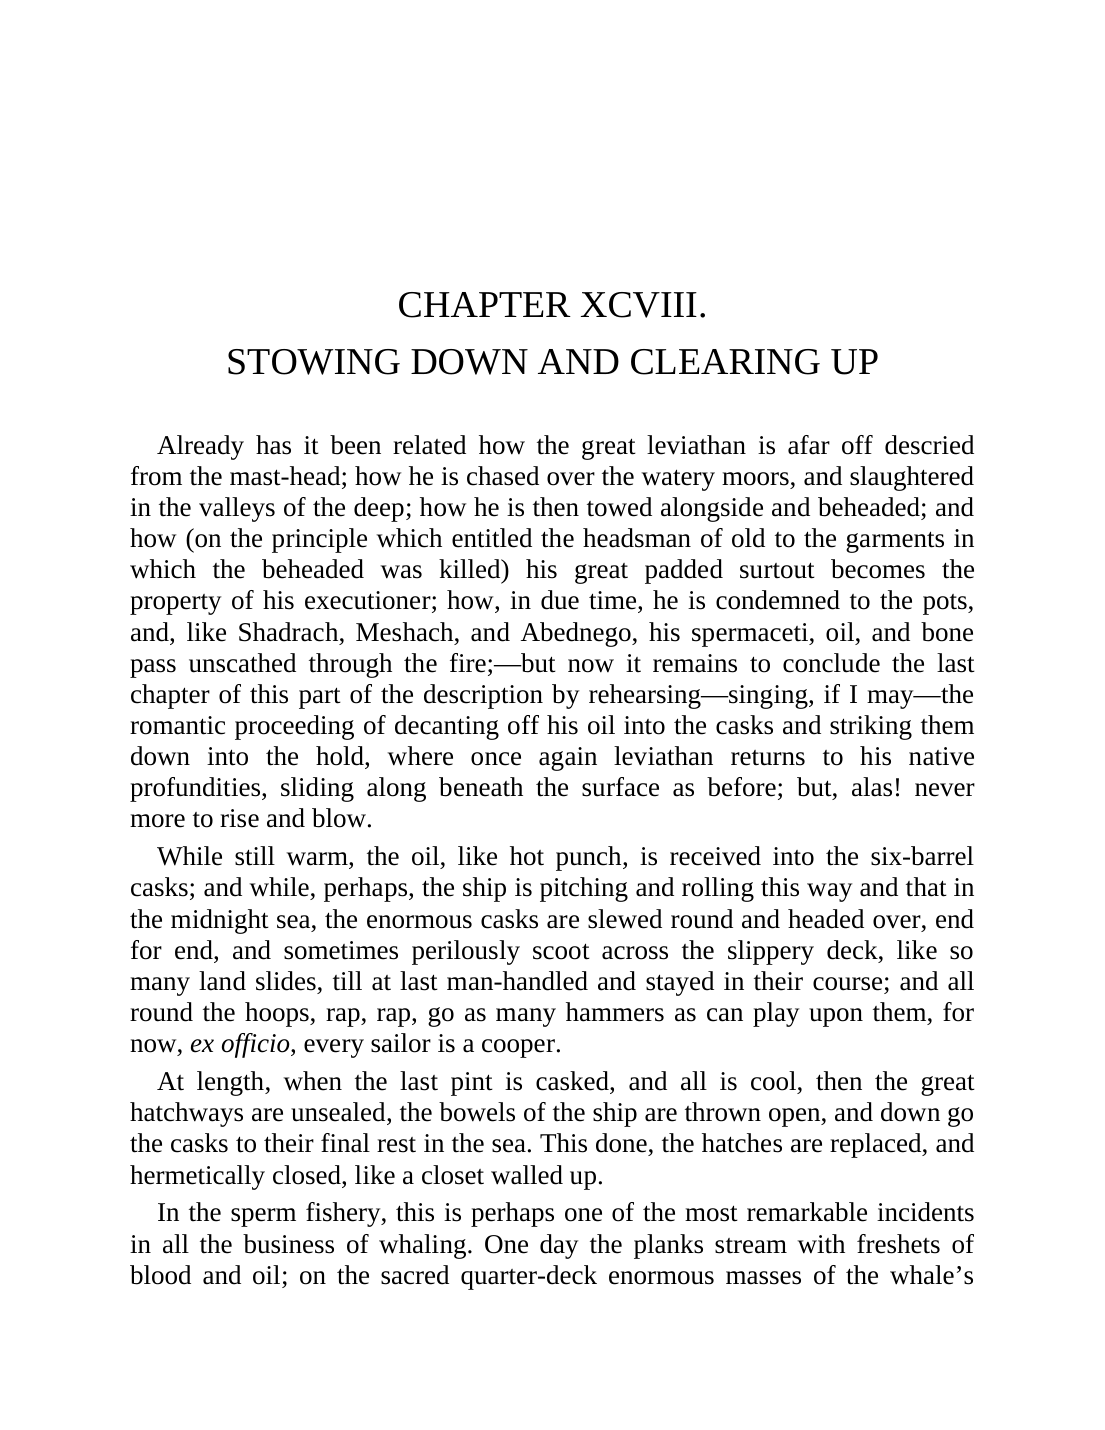 CHAPTER XCVIII.
STOWING DOWN AND CLEARING UP
Already has it been related how the great leviathan is afar off descried
from the mast-head; how he is chased over the watery moors, and slaughtered
in the valleys of the deep; how he is then towed alongside and beheaded; and
how (on the principle which entitled the headsman of old to the garments in
which the beheaded was killed) his great padded surtout becomes the
property of his executioner; how, in due time, he is condemned to the pots,
and, like Shadrach, Meshach, and Abednego, his spermaceti, oil, and bone
pass unscathed through the fire;—but now it remains to conclude the last
chapter of this part of the description by rehearsing—singing, if I may—the
romantic proceeding of decanting off his oil into the casks and striking them
down into the hold, where once again leviathan returns to his native
profundities, sliding along beneath the surface as before; but, alas! never
more to rise and blow.
While still warm, the oil, like hot punch, is received into the six-barrel
casks; and while, perhaps, the ship is pitching and rolling this way and that in
the midnight sea, the enormous casks are slewed round and headed over, end
for end, and sometimes perilously scoot across the slippery deck, like so
many land slides, till at last man-handled and stayed in their course; and all
round the hoops, rap, rap, go as many hammers as can play upon them, for
now, ex officio, every sailor is a cooper.
At length, when the last pint is casked, and all is cool, then the great
hatchways are unsealed, the bowels of the ship are thrown open, and down go
the casks to their final rest in the sea. This done, the hatches are replaced, and
hermetically closed, like a closet walled up.
In the sperm fishery, this is perhaps one of the most remarkable incidents
in all the business of whaling. One day the planks stream with freshets of
blood and oil; on the sacred quarter-deck enormous masses of the whale’s